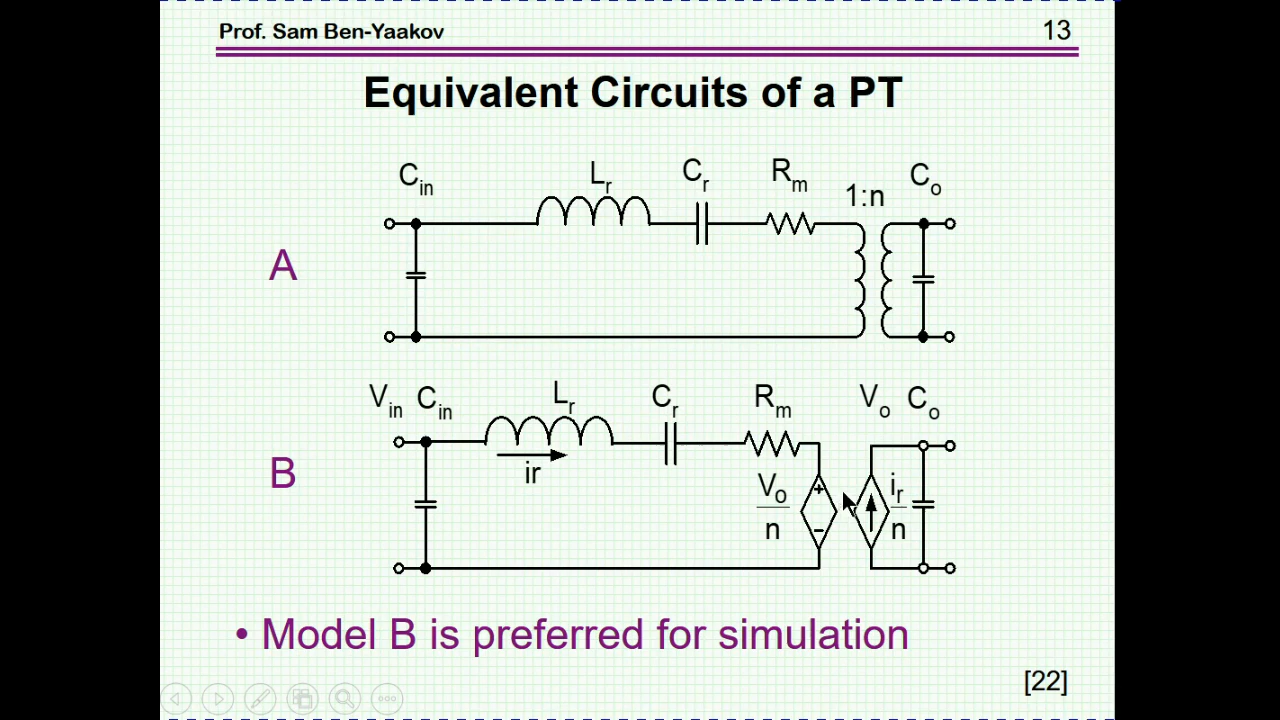 Prof. Sam Ben-Yaakov 13
Equivalent Circuits of a PT
Cin Lr Cr Rm 1:n Co
A
Vin Cin Lr Cr Rm Vo Co
B
ir
Vo/n
+
−
ir/n
• Model B is preferred for simulation
[22]